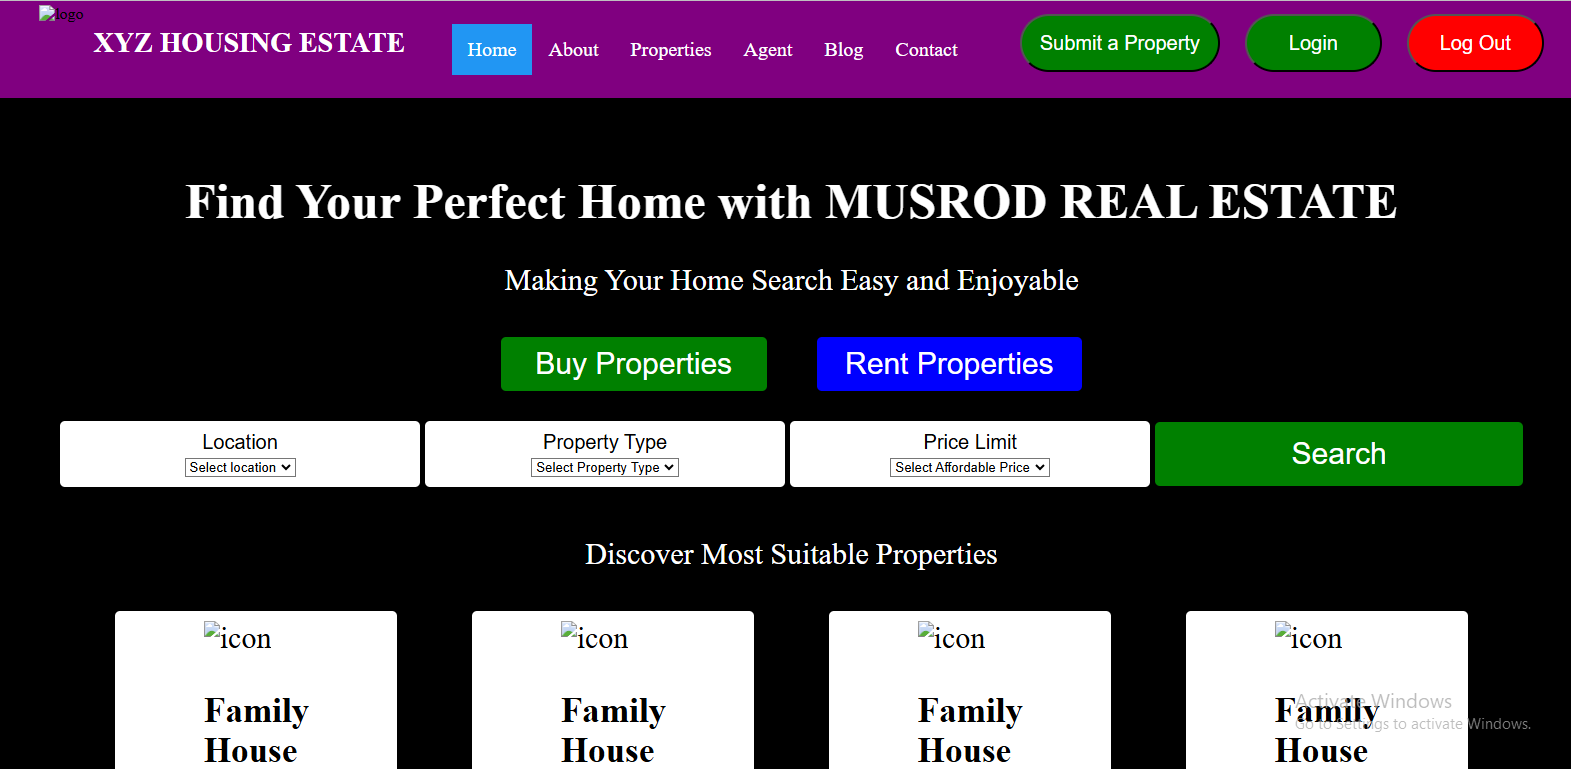 logo
XYZ HOUSING ESTATE
Home About Properties Agent Blog Contact
Submit a Property Login Log Out
Find Your Perfect Home with MUSROD REAL ESTATE
Making Your Home Search Easy and Enjoyable
Buy Properties Rent Properties
Location Property Type Price Limit
Select location Select Property Type Select Affordable Price
Search
Discover Most Suitable Properties
icon icon icon icon
Family Family Family Family
House House House House
Activate Windows
Go to Settings to activate Windows.